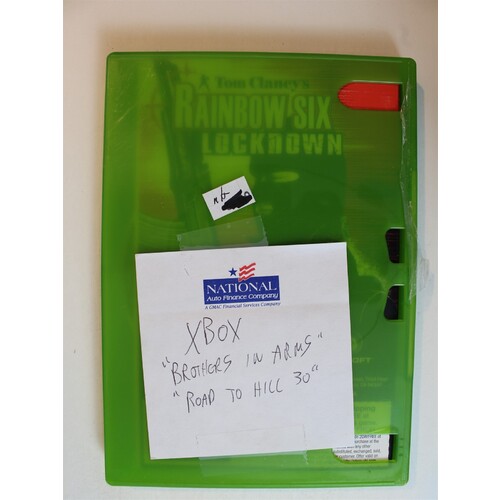 Tom Clancy's
RAINBOW SIX
LOCKDOWN
NATIONAL
Auto Finance Company
A GMAC Financial Services Company
XBOX
"BROTHERS IN ARMS"
"ROAD TO HILL 30"